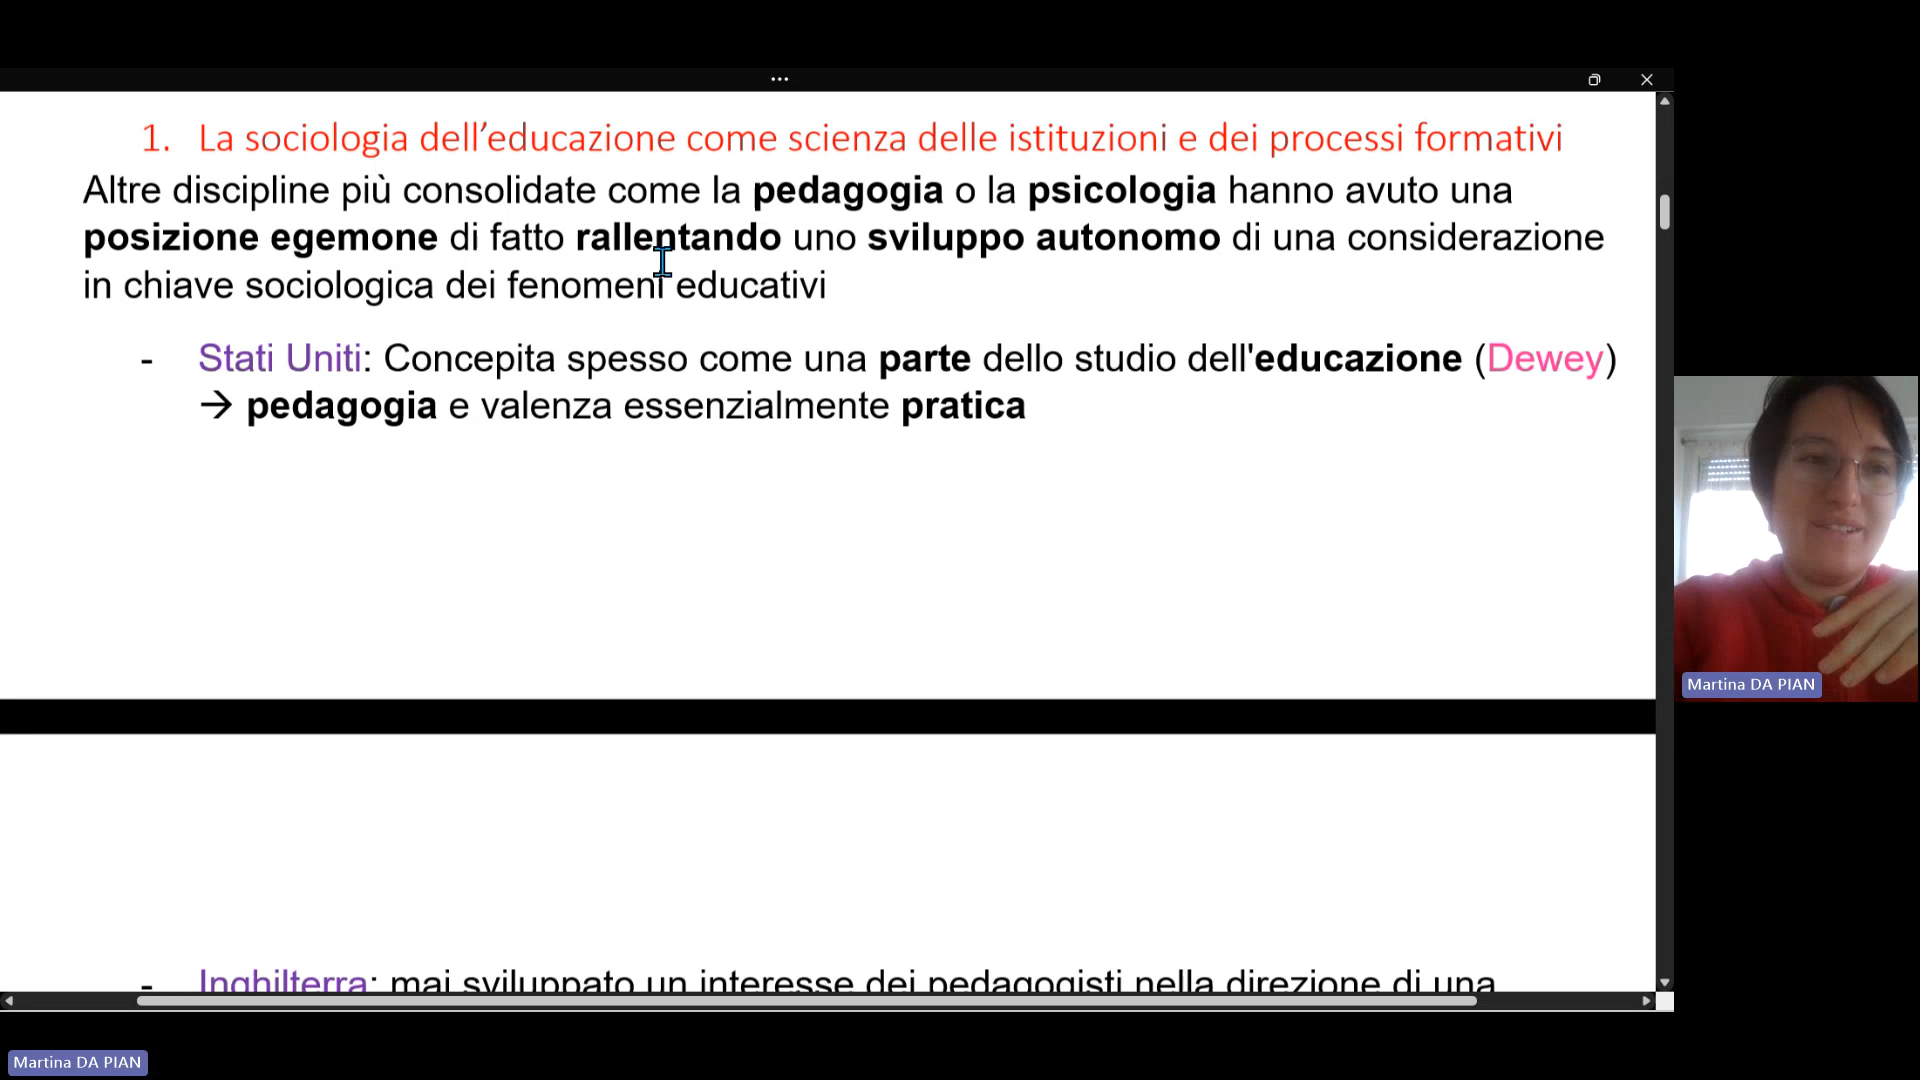 1. La sociologia dell’educazione come scienza delle istituzioni e dei processi formativi
Altre discipline più consolidate come la pedagogia o la psicologia hanno avuto una
posizione egemone di fatto rallentando uno sviluppo autonomo di una considerazione
in chiave sociologica dei fenomeni educativi
- Stati Uniti: Concepita spesso come una parte dello studio dell'educazione (Dewey)
→ pedagogia e valenza essenzialmente pratica
- Inghilterra: mai sviluppato un interesse dei pedagogisti nella direzione di una
Martina DA PIAN
Martina DA PIAN